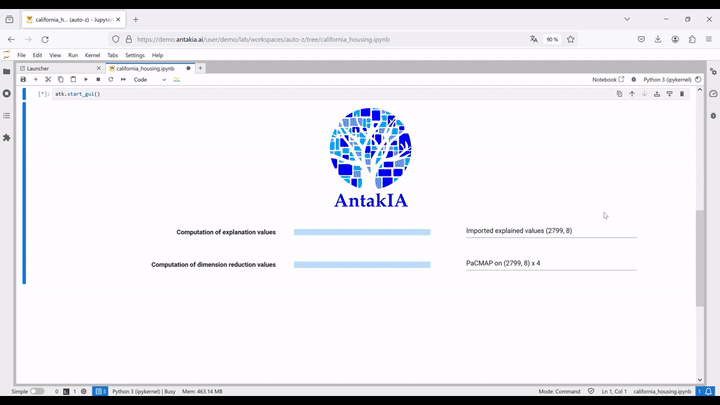 california_h... (auto-z) - Jupyter
https://demo.antakia.ai/user/demo/lab/workspaces/auto-z/tree/california_housing.ipynb
90 %
File Edit View Run Kernel Tabs Settings Help
Launcher
california_housing.ipynb
Code
Notebook
Python 3 (ipykernel)
[*]: atk.start_gui()
AntakIA
Computation of explanation values
Imported explained values (2799, 8)
Computation of dimension reduction values
PaCMAP on (2799, 8) x 4
Simple 0 1 Python 3 (ipykernel) | Busy Mem: 463.14 MB Mode: Command Ln 1, Col 1 california_housing.ipynb 1